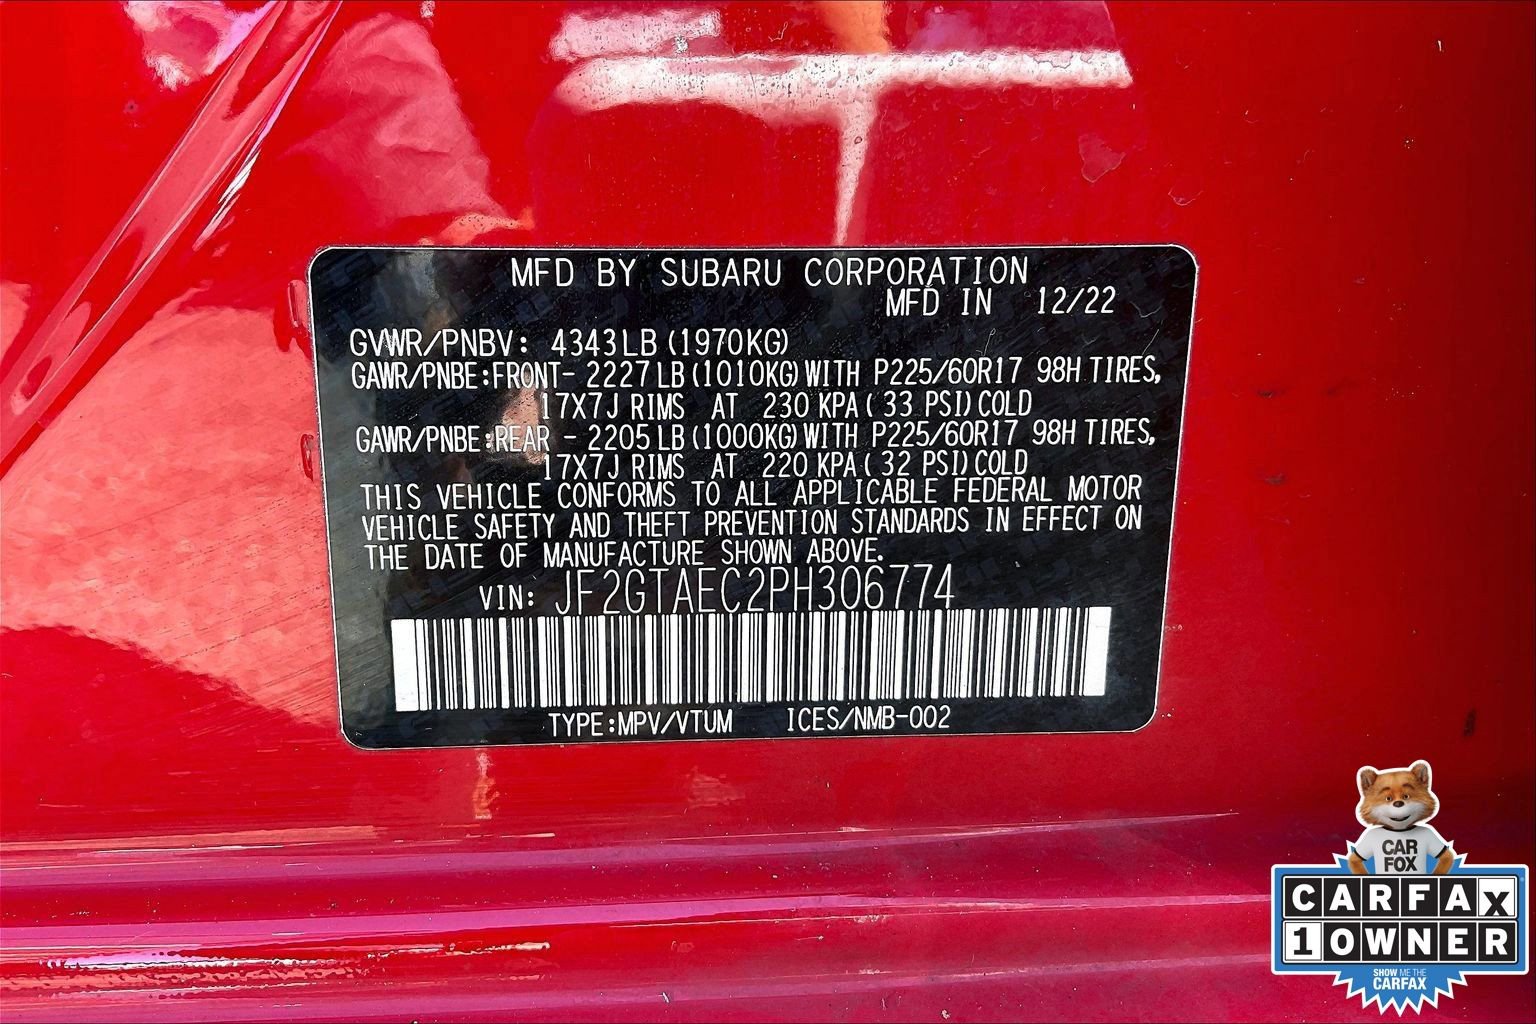 MFD BY SUBARU CORPORATION
MFD IN 12/22
GVWR/PNBV: 4343LB (1970KG)
GAWR/PNBE:FRONT- 2227LB (1010KG)WITH P225/60R17 98H TIRES,
17X7J RIMS AT 230 KPA( 33 PSI)COLD
GAWR/PNBE:REAR - 2205LB (1000KG)WITH P225/60R17 98H TIRES,
17X7J RIMS AT 220 KPA( 32 PSI)COLD
THIS VEHICLE CONFORMS TO ALL APPLICABLE FEDERAL MOTOR
VEHICLE SAFETY AND THEFT PREVENTION STANDARDS IN EFFECT ON
THE DATE OF MANUFACTURE SHOWN ABOVE.
VIN: JF2GTAEC2PH306774
TYPE:MPV/VTUM ICES/NMB-002
CAR
FOX
CARFAX
1 OWNER
SHOW ME THE
CARFAX